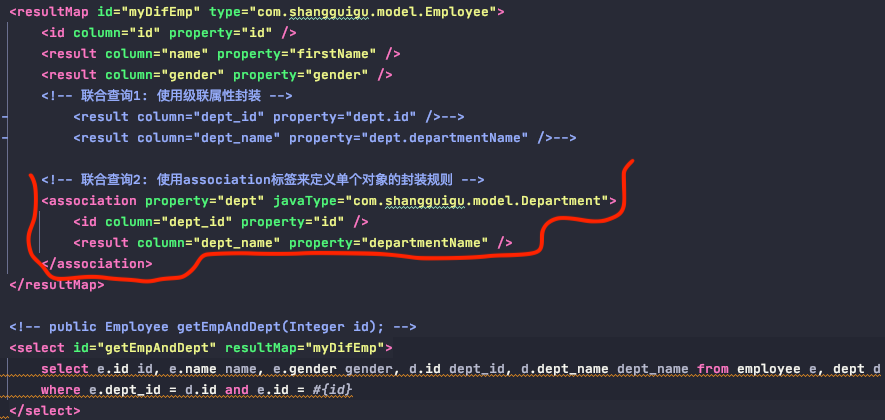 <resultMap id="myDifEmp" type="com.shangguigu.model.Employee">
<id column="id" property="id" />
<result column="name" property="firstName" />
<result column="gender" property="gender" />
<!-- 联合查询1: 使用级联属性封装 -->
<result column="dept_id" property="dept.id" />-->
<result column="dept_name" property="dept.departmentName" />-->
<!-- 联合查询2: 使用association标签来定义单个对象的封装规则 -->
<association property="dept" javaType="com.shangguigu.model.Department">
<id column="dept_id" property="id" />
<result column="dept_name" property="departmentName" />
</association>
</resultMap>
<!-- public Employee getEmpAndDept(Integer id); -->
<select id="getEmpAndDept" resultMap="myDifEmp">
select e.id id, e.name name, e.gender gender, d.id dept_id, d.dept_name dept_name from employee e, dept d
where e.dept_id = d.id and e.id = #{id}
</select>